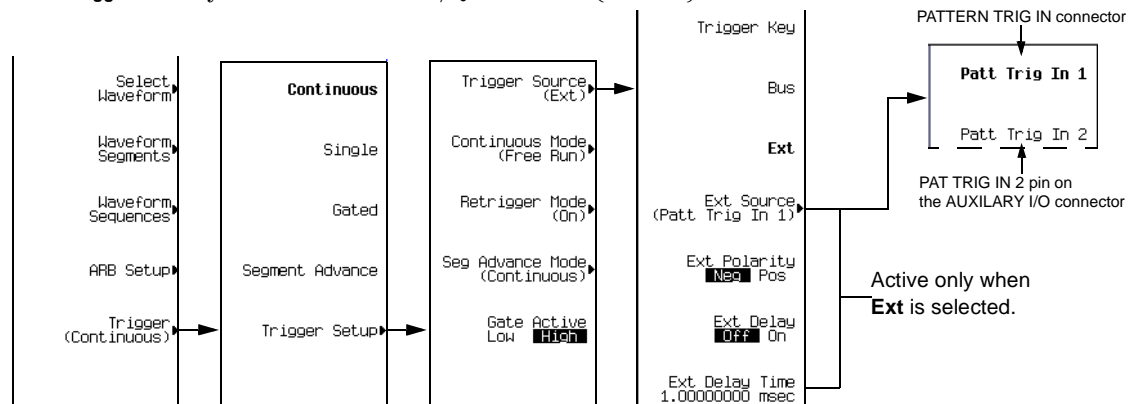 Select
Waveform
Waveform
Segments
Waveform
Sequences
ARB Setup
Trigger
(Continuous)
Continuous
Single
Gated
Segment Advance
Trigger Setup
Trigger Source
(Ext)
Continuous Mode
(Free Run)
Retrigger Mode
(On)
Seg Advance Mode
(Continuous)
Gate Active
Low High
Trigger Key
Bus
Ext
Ext Source
(Patt Trig In 1)
Ext Polarity
Neg Pos
Ext Delay
Off On
Ext Delay Time
1.00000000 msec
PATTERN TRIG IN connector
Patt Trig In 1
Patt Trig In 2
PAT TRIG IN 2 pin on
the AUXILARY I/O connector
Active only when
Ext is selected.